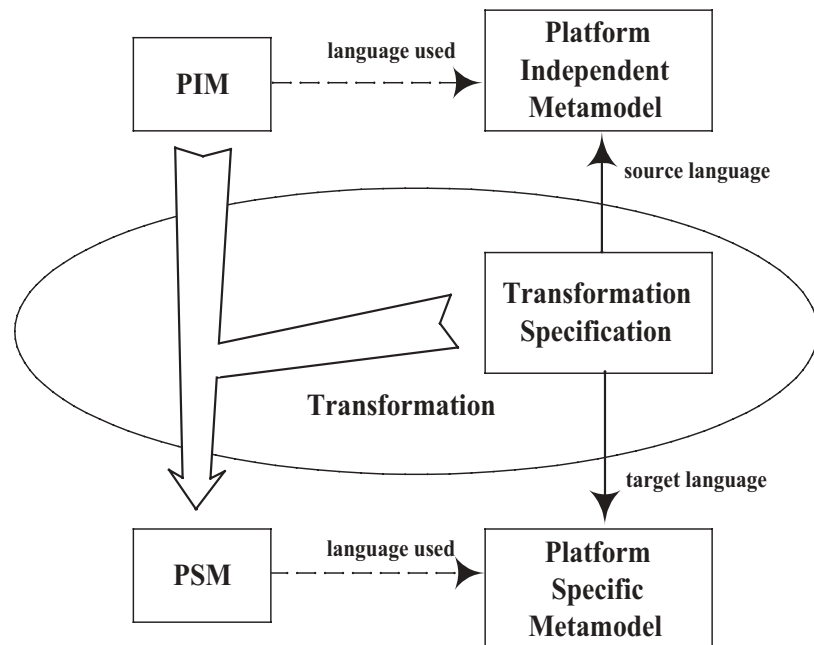 PIM
language used
Platform
Independent
Metamodel
source language
Transformation
Specification
Transformation
target language
PSM
language used
Platform
Specific
Metamodel